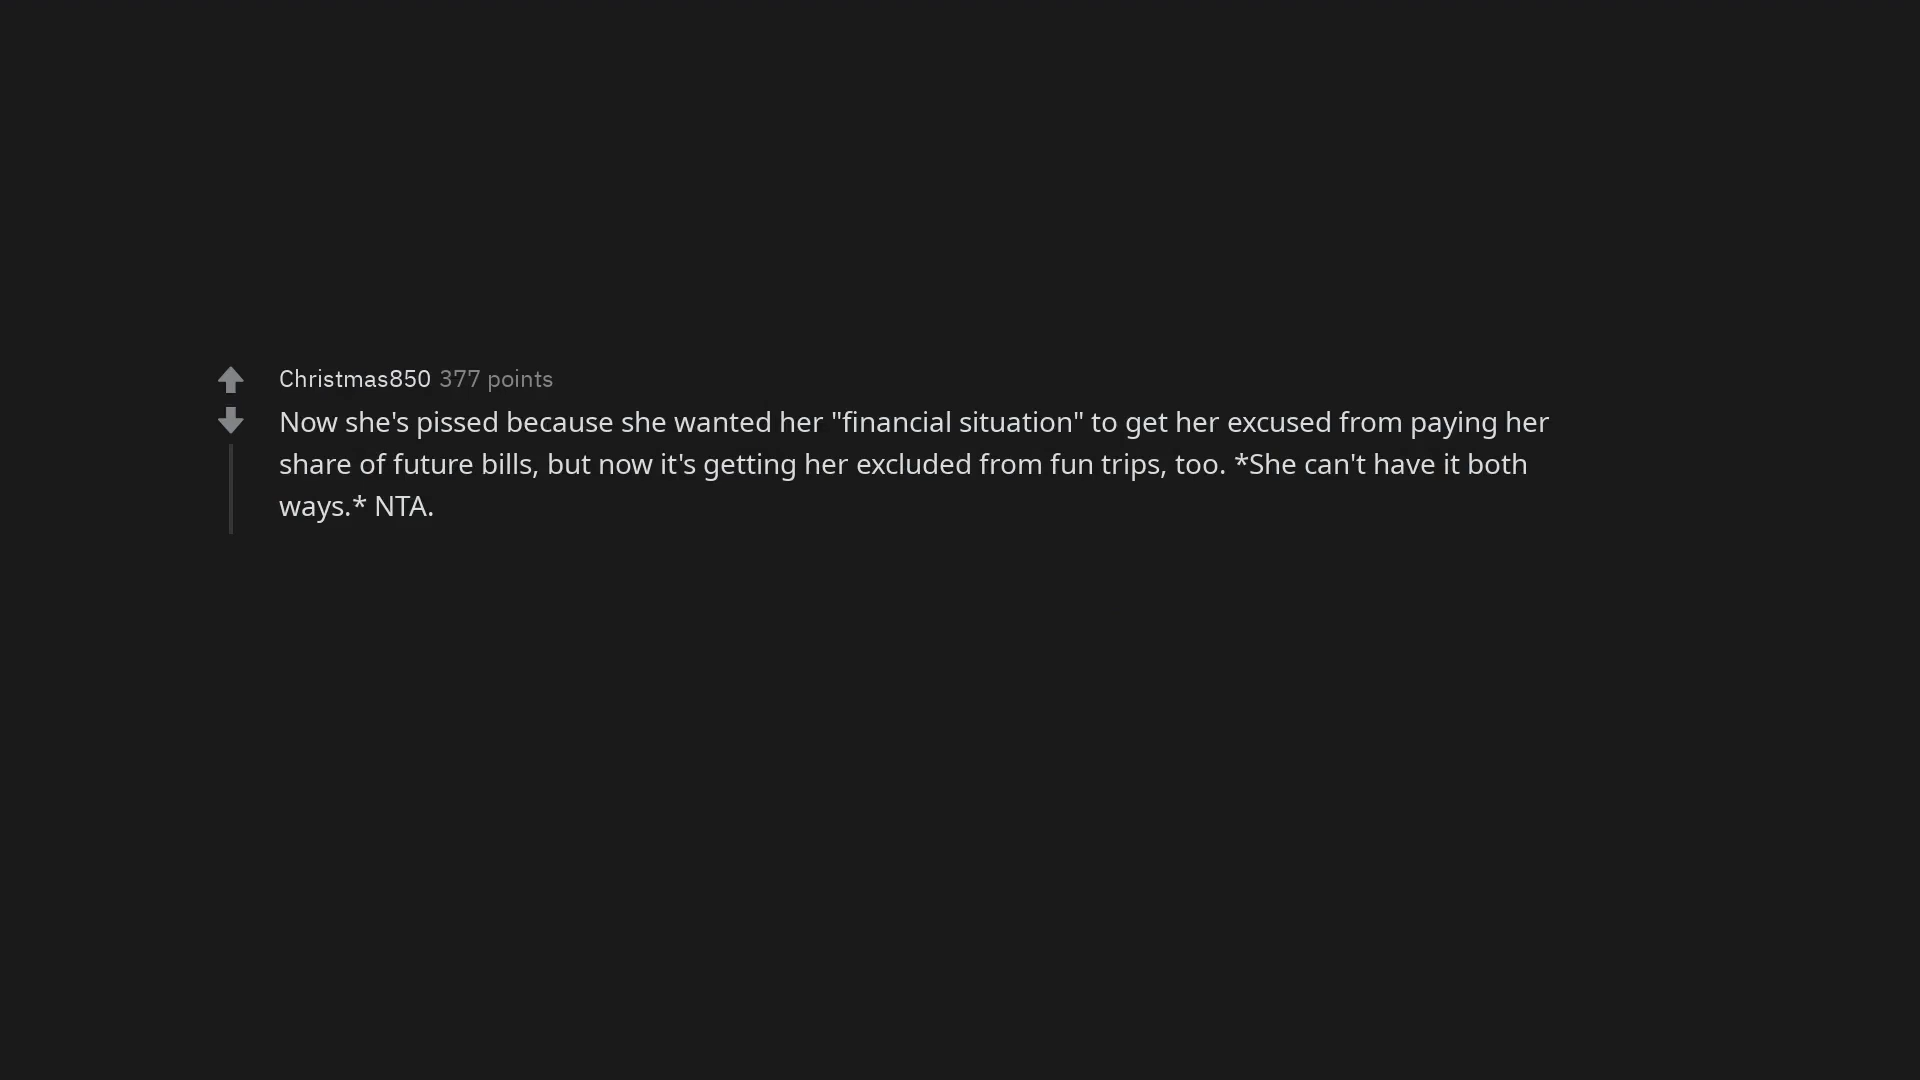 Christmas850 377 points
Now she's pissed because she wanted her "financial situation" to get her excused from paying her
share of future bills, but now it's getting her excluded from fun trips, too. *She can't have it both
ways.* NTA.